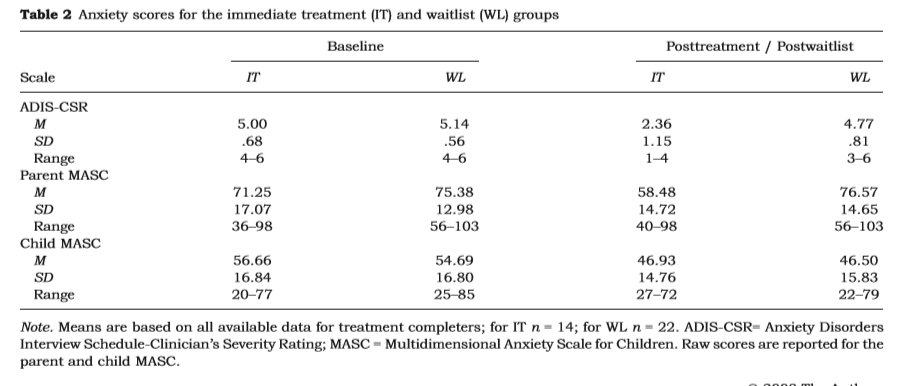 Table 2 Anxiety scores for the immediate treatment (IT) and waitlist (WL) groups
Baseline Posttreatment / Postwaitlist
Scale IT WL IT WL
ADIS-CSR
M 5.00 5.14 2.36 4.77
SD .68 .56 1.15 .81
Range 4–6 4–6 1–4 3–6
Parent MASC
M 71.25 75.38 58.48 76.57
SD 17.07 12.98 14.72 14.65
Range 36–98 56–103 40–98 56–103
Child MASC
M 56.66 54.69 46.93 46.50
SD 16.84 16.80 14.76 15.83
Range 20–77 25–85 27–72 22–79
Note. Means are based on all available data for treatment completers; for IT n = 14; for WL n = 22. ADIS-CSR= Anxiety Disorders
Interview Schedule-Clinician's Severity Rating; MASC = Multidimensional Anxiety Scale for Children. Raw scores are reported for the
parent and child MASC.